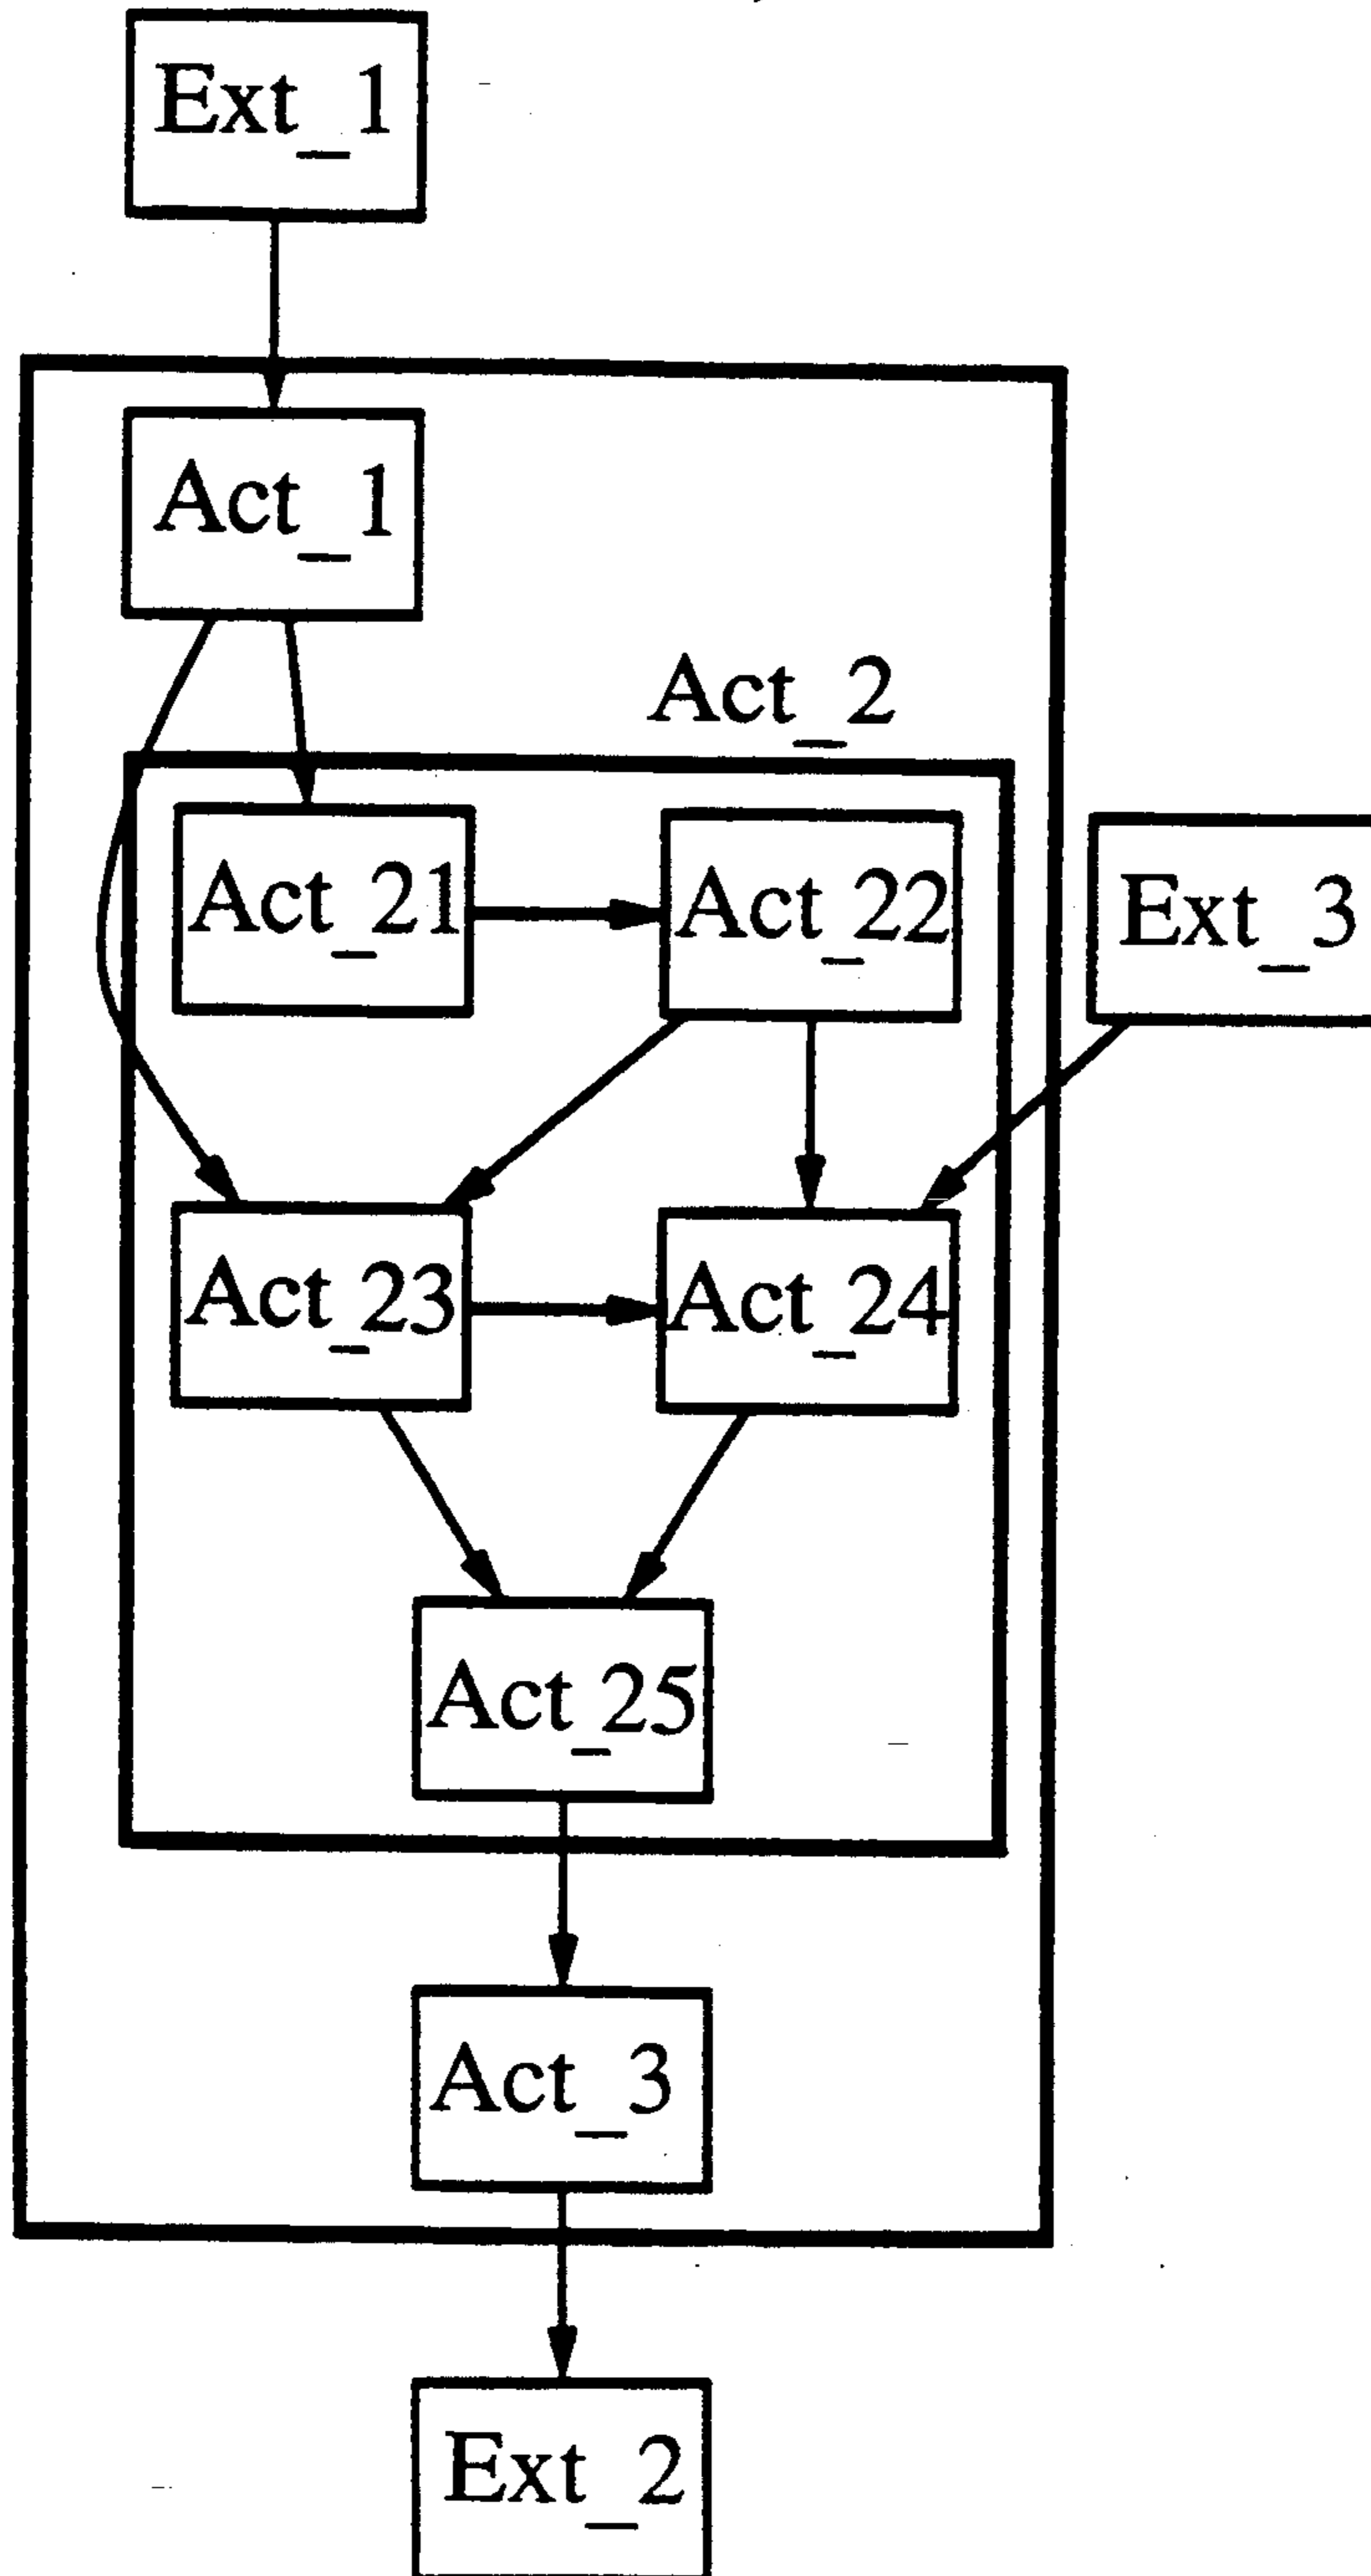 Ext_1
Act_1
Act_2
Act_21
Act_22
Ext_3
Act_23
Act_24
Act_25
Act_3
Ext_2